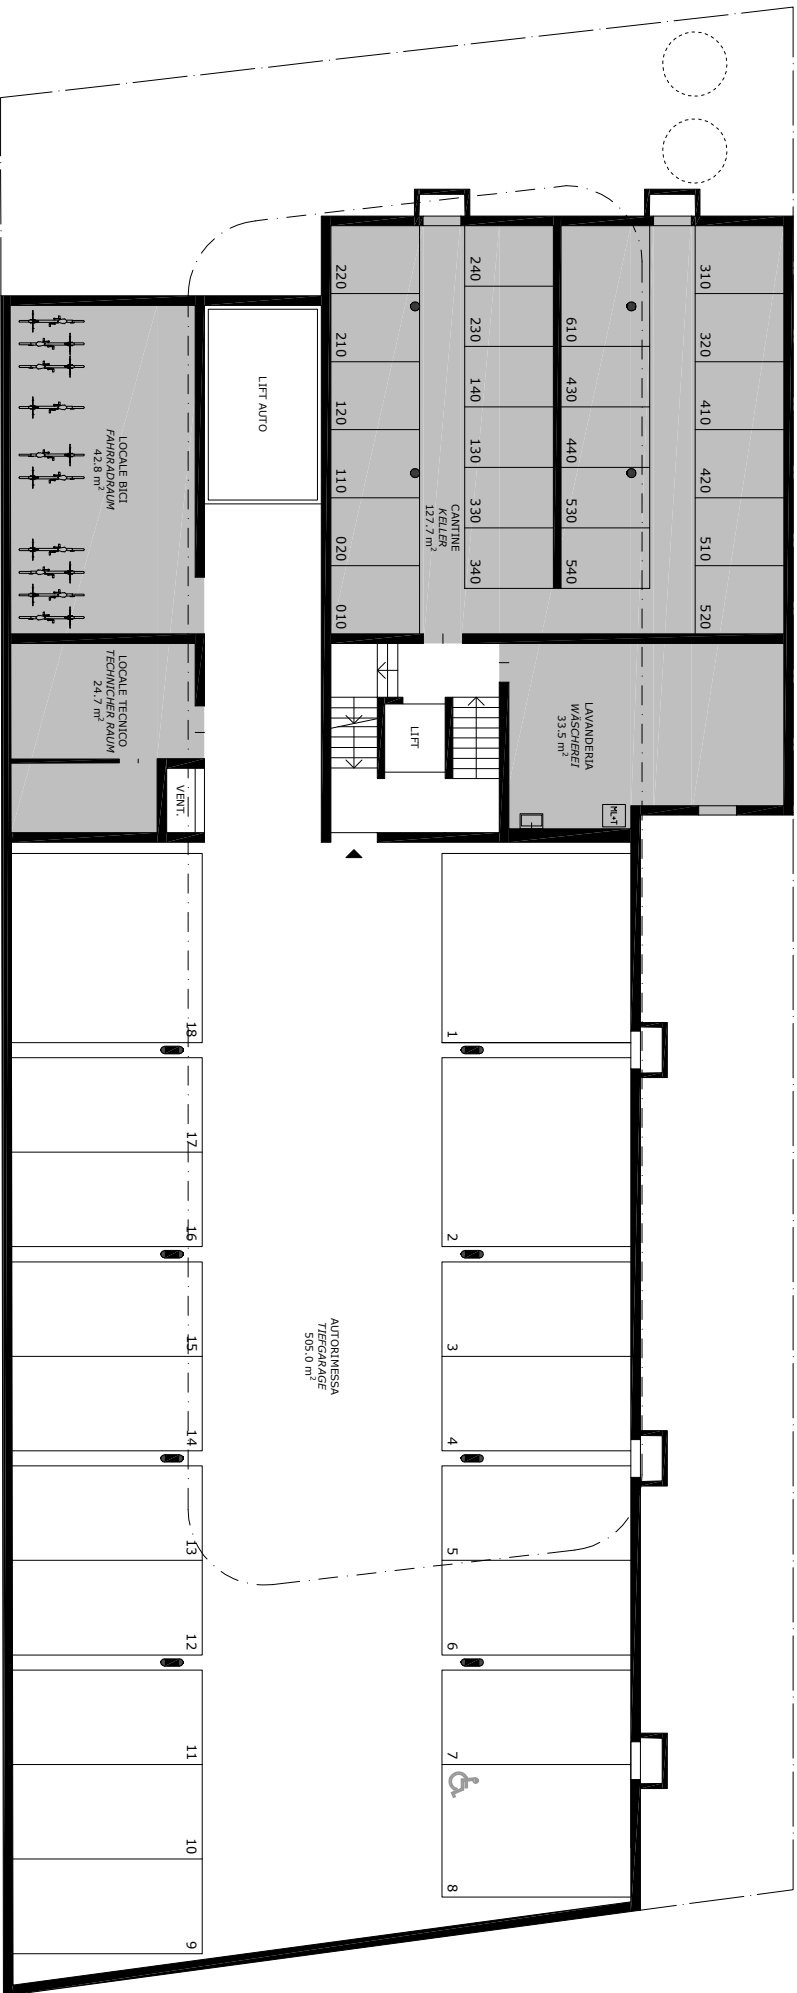 310
320
410
420
510
520
610
430
440
530
540
240
230
140
130
330
340
220
210
120
110
020
010
CANTINE
KELLER
127.7 m²
LIFT AUTO
LOCALE BICI
FAHRRADRAUM
42.8 m²
LOCALE TECNICO
TECHNICHER RAUM
24.7 m²
VENT.
LIFT
LAVANDERIA
WÄSCHEREI
33.5 m²
ML+T
AUTORIMESSA
TIEFGARAGE
505.0 m²
1
2
3
4
5
6
7
8
9
10
11
12
13
14
15
16
17
18